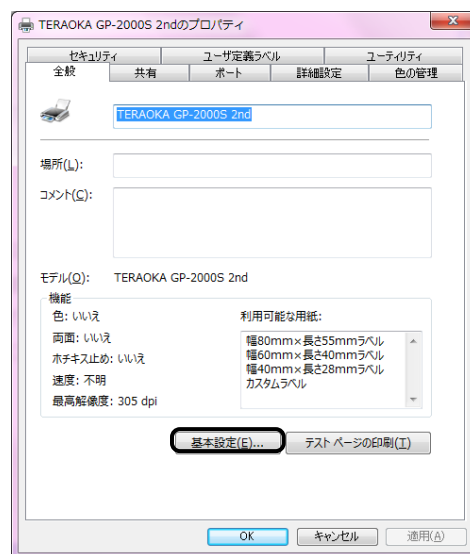 TERAOKA GP-2000S 2ndのプロパティ
セキュリティ ユーザ定義ラベル ユーティリティ
全般 共有 ポート 詳細設定 色の管理
TERAOKA GP-2000S 2nd
場所(L):
コメント(C):
モデル(O): TERAOKA GP-2000S 2nd
機能
色: いいえ 利用可能な用紙:
両面: いいえ 幅80mm×長さ55mmラベル
ホチキス止め: いいえ 幅60mm×長さ40mmラベル
速度: 不明 幅40mm×長さ28mmラベル
最高解像度: 305 dpi カスタムラベル
基本設定(E)... テスト ページの印刷(T)
OK キャンセル 適用(A)